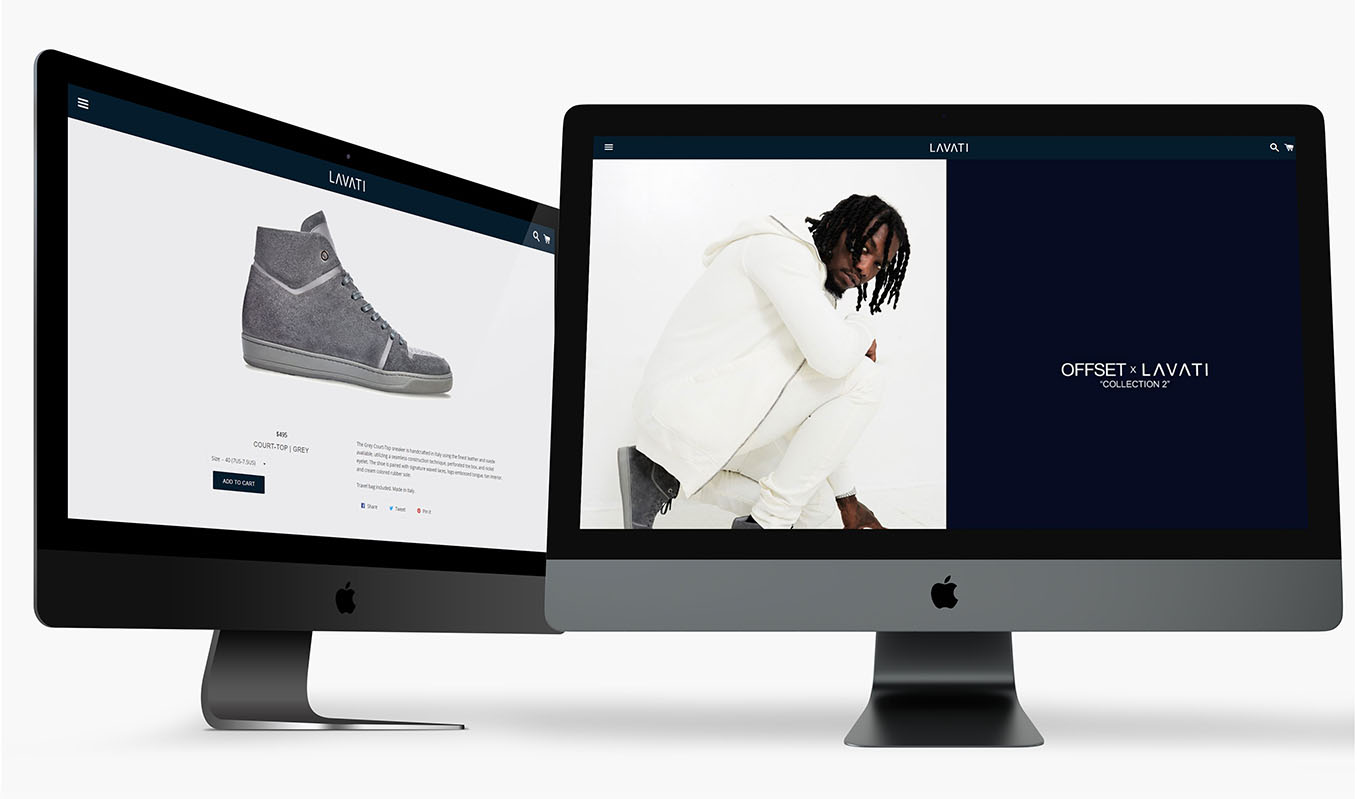 LAVATI
$495
COURT-TOP | GREY
Size - 40 (7US-7.5US)
ADD TO CART
The Grey Court-Top sneaker is handcrafted in Italy using the finest leather and suede
available, utilizing a seamless construction technique, perforated toe box, and nickel
eyelet. The shoe is paired with signature waxed laces, logo embossed tongue, tan interior,
and cream colored rubber sole.
Travel bag included. Made in Italy.
Share Tweet Pin it
LAVATI
OFFSET x LAVATI
"COLLECTION 2"